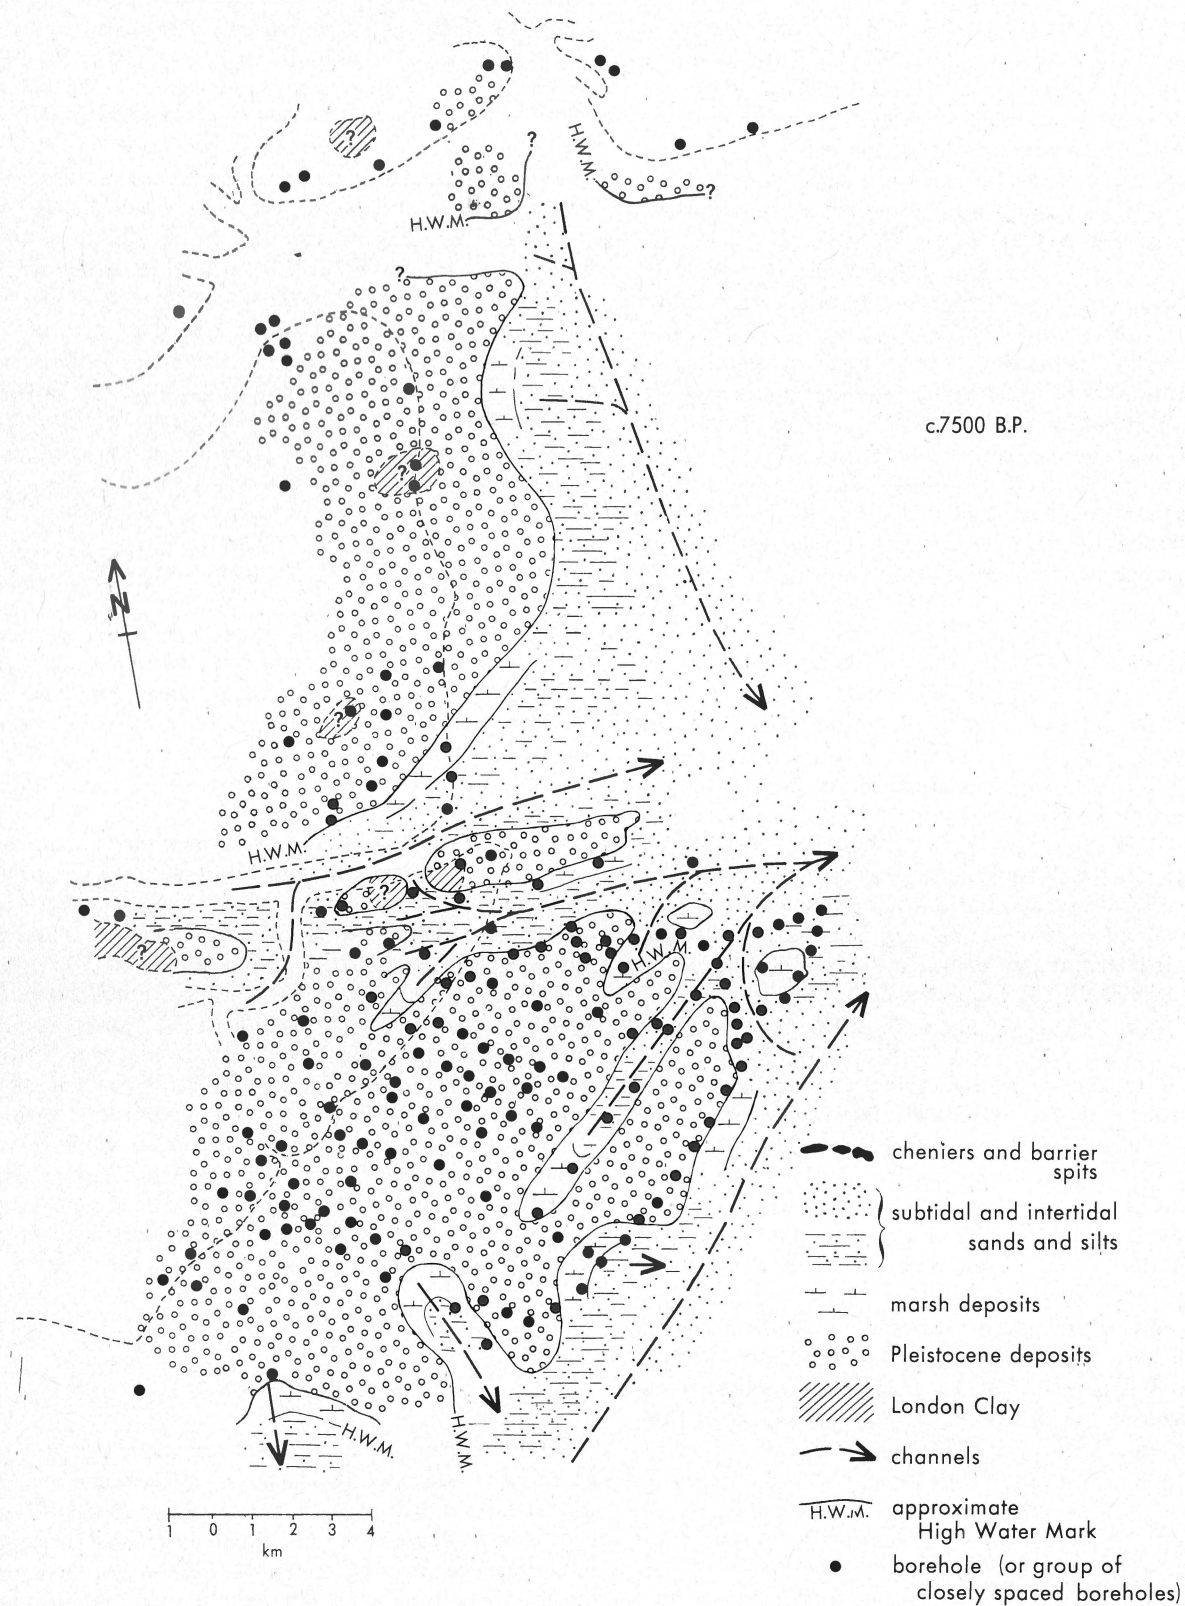 ?
?
H.W.M.
?
H.W.M.
?
c.7500 B.P.
?
N
?
H.W.M.
?
?
H.W.M.
cheniers and barrier
spits
subtidal and intertidal
sands and silts
marsh deposits
Pleistocene deposits
London Clay
channels
H.W.M.
H.W.M.
H.W.M.
approximate
High Water Mark
1 0 1 2 3 4
km
borehole (or group of
closely spaced boreholes)